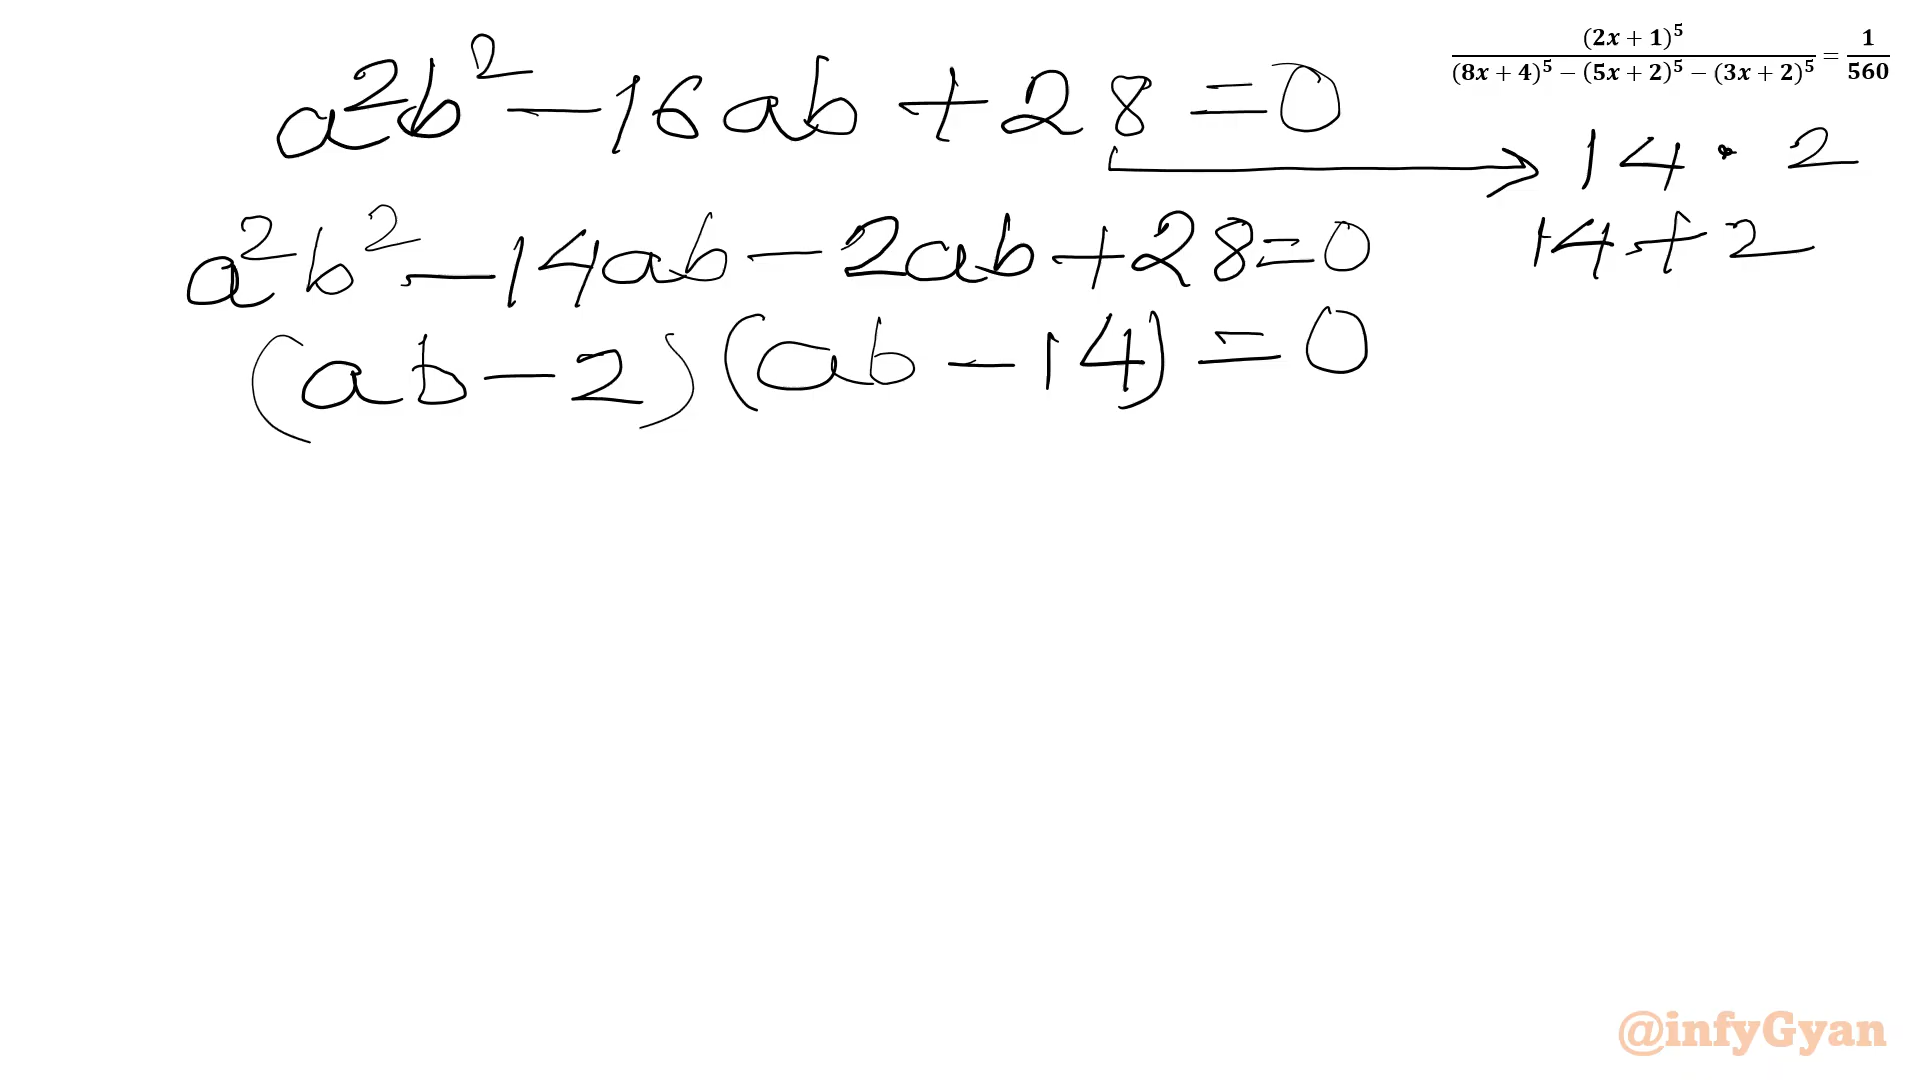 (2x + 1)⁵ / (8x + 4)⁵ − (5x + 2)⁵ − (3x + 2)⁵ = 1 / 560
a²b² − 16ab + 28 = 0
14 · 2
a²b² − 14ab − 2ab + 28 = 0
14 + 2
(ab − 2)(ab − 14) = 0
@infyGyan